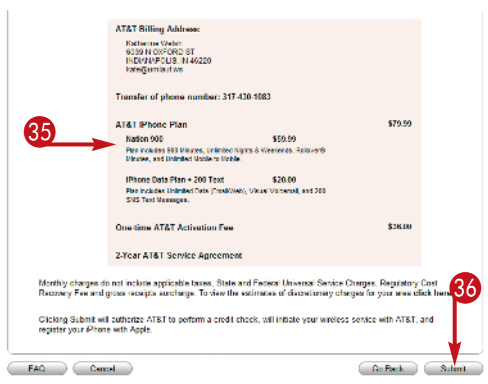 AT&T Billing Address:
Katherine Welsh
6039 N OXFORD ST
INDIANAPOLIS, IN 46220
Transfer of phone number: 317-430-1083
AT&T iPhone Plan $79.99
35
Nation 900 $59.99
Plan includes 900 Minutes, Unlimited Nights & Weekends, Rollover®
Minutes, and Unlimited Mobile to Mobile.
iPhone Data Plan + 200 Text $20.00
Plan includes Unlimited Data (Email/Web), Visual Voicemail, and 200
SMS Text Messages.
One-time AT&T Activation Fee $36.00
2-Year AT&T Service Agreement
Monthly charges do not include applicable taxes, State and Federal Universal Service Charges, Regulatory Cost
Recovery Fee and gross receipts surcharge. To view the estimates of discretionary charges for your area click here
36
Clicking Submit will authorize AT&T to perform a credit check, will initiate your wireless service with AT&T, and
register your iPhone with Apple.
FAQ Cancel Go Back Submit